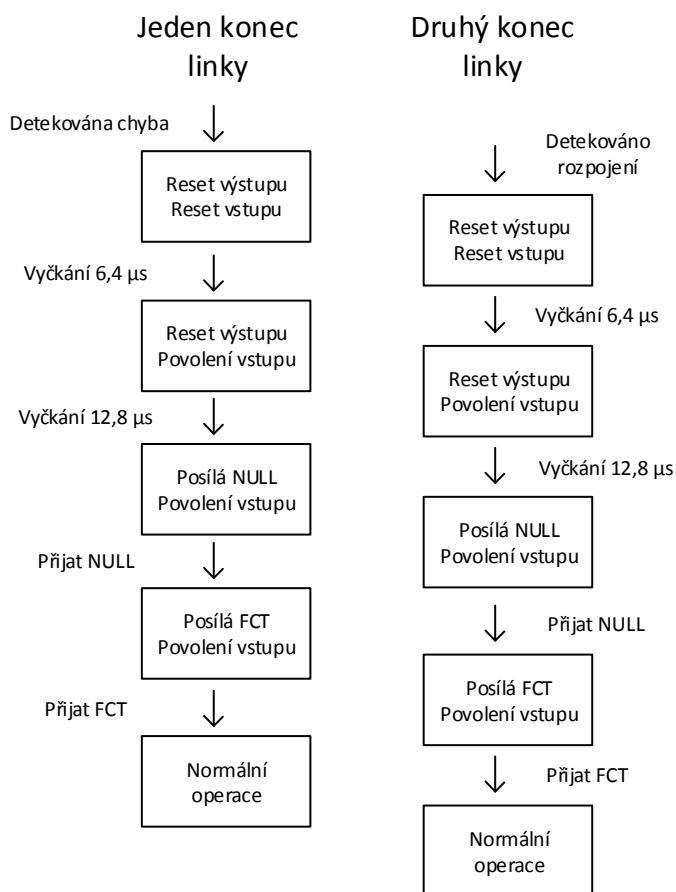 Jeden konec
linky
Detekována chyba
Reset výstupu
Reset vstupu
Vyčkání 6,4 µs
Reset výstupu
Povolení vstupu
Vyčkání 12,8 µs
Posílá NULL
Povolení vstupu
Přijat NULL
Posílá FCT
Povolení vstupu
Přijat FCT
Normální
operace
Druhý konec
linky
Detekováno
rozpojení
Reset výstupu
Reset vstupu
Vyčkání 6,4 µs
Reset výstupu
Povolení vstupu
Vyčkání 12,8 µs
Posílá NULL
Povolení vstupu
Přijat NULL
Posílá FCT
Povolení vstupu
Přijat FCT
Normální
operace